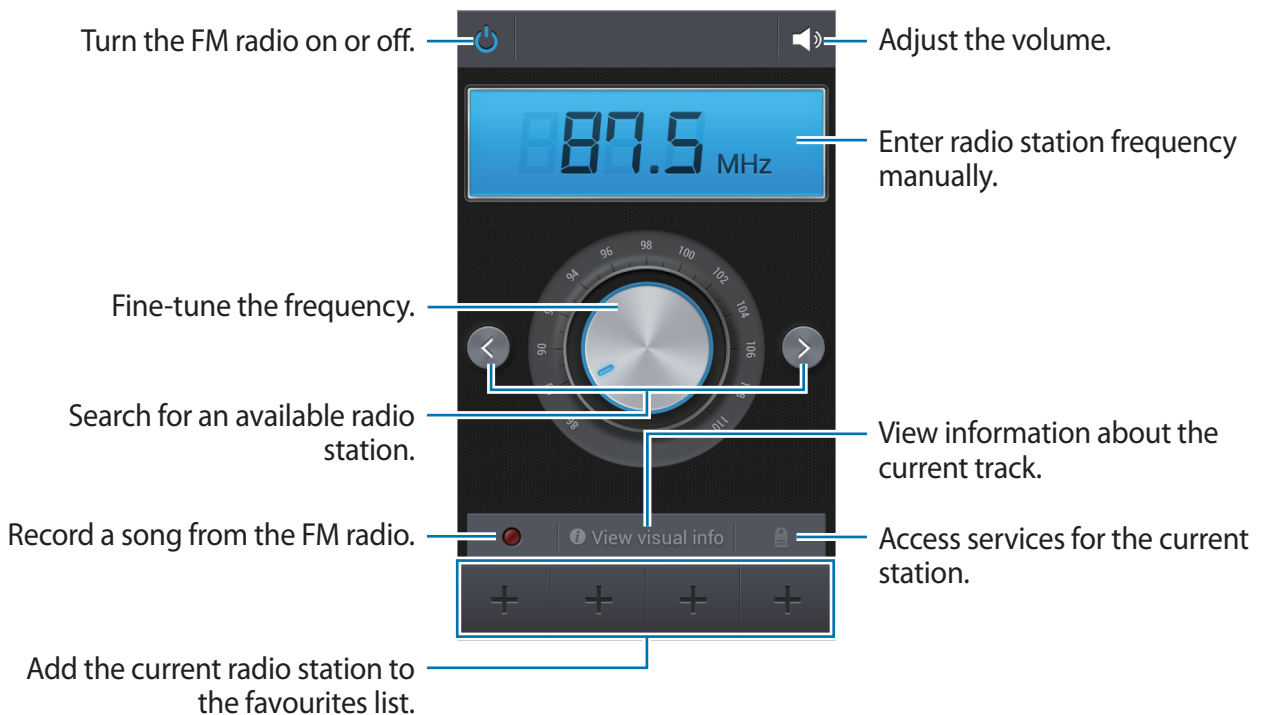 Turn the FM radio on or off.
Adjust the volume.
87.5 MHz
Enter radio station frequency
manually.
86
90
94
96
98
100
102
104
106
110
Fine-tune the frequency.
Search for an available radio
station.
View information about the
current track.
Record a song from the FM radio.
View visual info
Access services for the current
station.
Add the current radio station to
the favourites list.